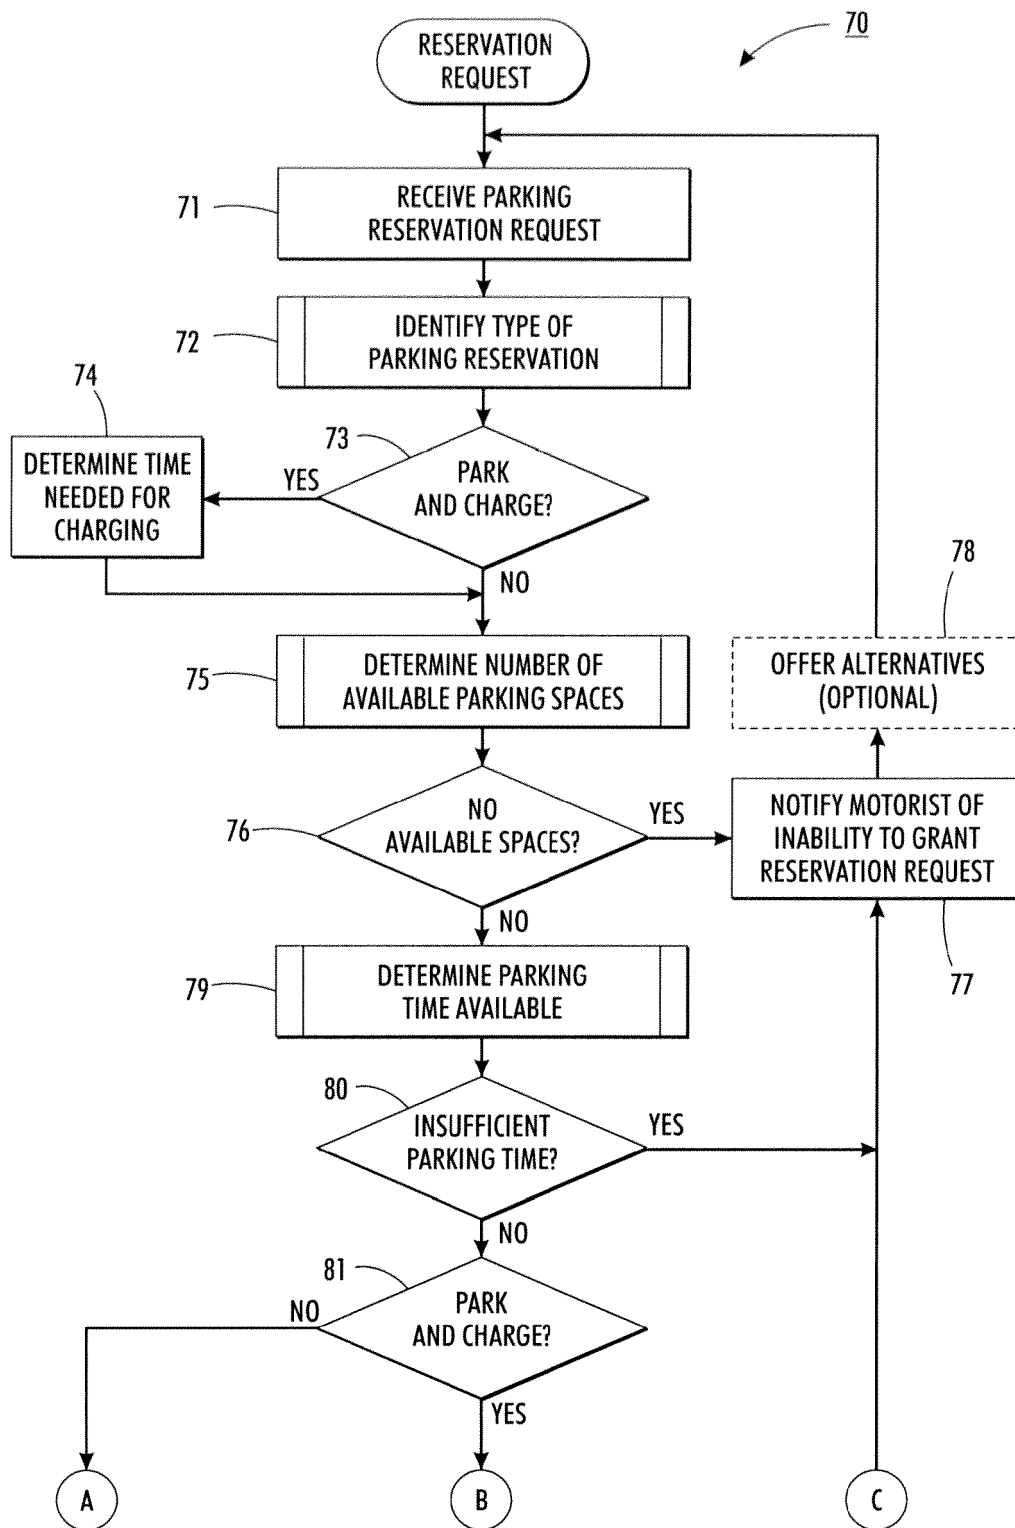 70
RESERVATION
REQUEST
71
RECEIVE PARKING
RESERVATION REQUEST
72
IDENTIFY TYPE OF
PARKING RESERVATION
74
DETERMINE TIME
NEEDED FOR
CHARGING
73
YES
PARK
AND CHARGE?
NO
78
OFFER ALTERNATIVES
(OPTIONAL)
75
DETERMINE NUMBER OF
AVAILABLE PARKING SPACES
76
NO
AVAILABLE SPACES?
YES
NOTIFY MOTORIST OF
INABILITY TO GRANT
RESERVATION REQUEST
77
NO
79
DETERMINE PARKING
TIME AVAILABLE
80
INSUFFICIENT
PARKING TIME?
YES
NO
81
NO
PARK
AND CHARGE?
YES
A
B
C